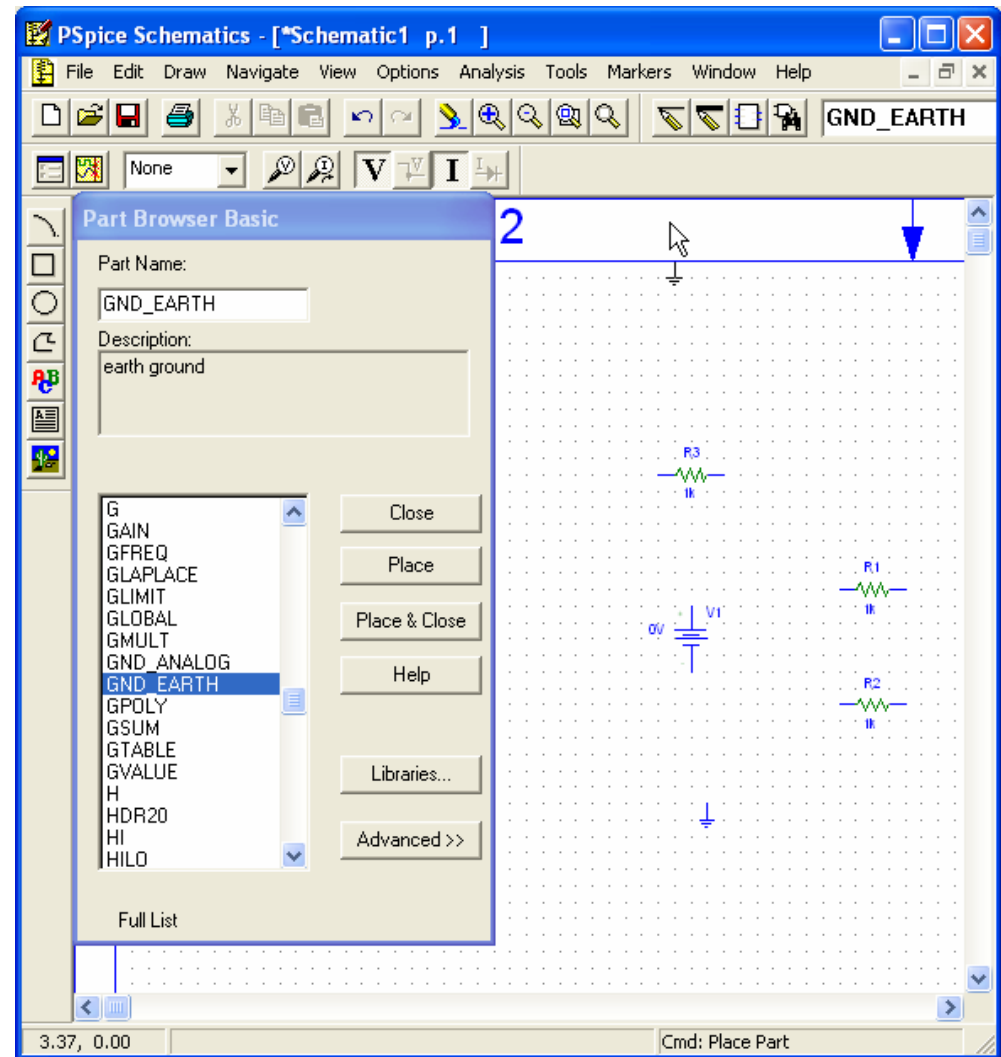 PSpice Schematics - [*Schematic1 p.1 ]
File Edit Draw Navigate View Options Analysis Tools Markers Window Help
GND_EARTH
None V I
Part Browser Basic
2
Part Name:
GND_EARTH
Description:
earth ground
G
GAIN
GFREQ
GLAPLACE
GLIMIT
GLOBAL
GMULT
GND_ANALOG
GND_EARTH
GPOLY
GSUM
GTABLE
GVALUE
H
HDR20
HI
HILO
Close
Place
Place & Close
Help
Libraries...
Advanced >>
Full List
R3
1k
R1
1k
V1
0V
R2
1k
3.37, 0.00 Cmd: Place Part